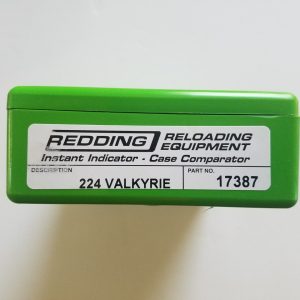 REDDING RELOADING EQUIPMENT
Instant Indicator - Case Comparator
DESCRIPTION PART NO.
224 VALKYRIE 17387